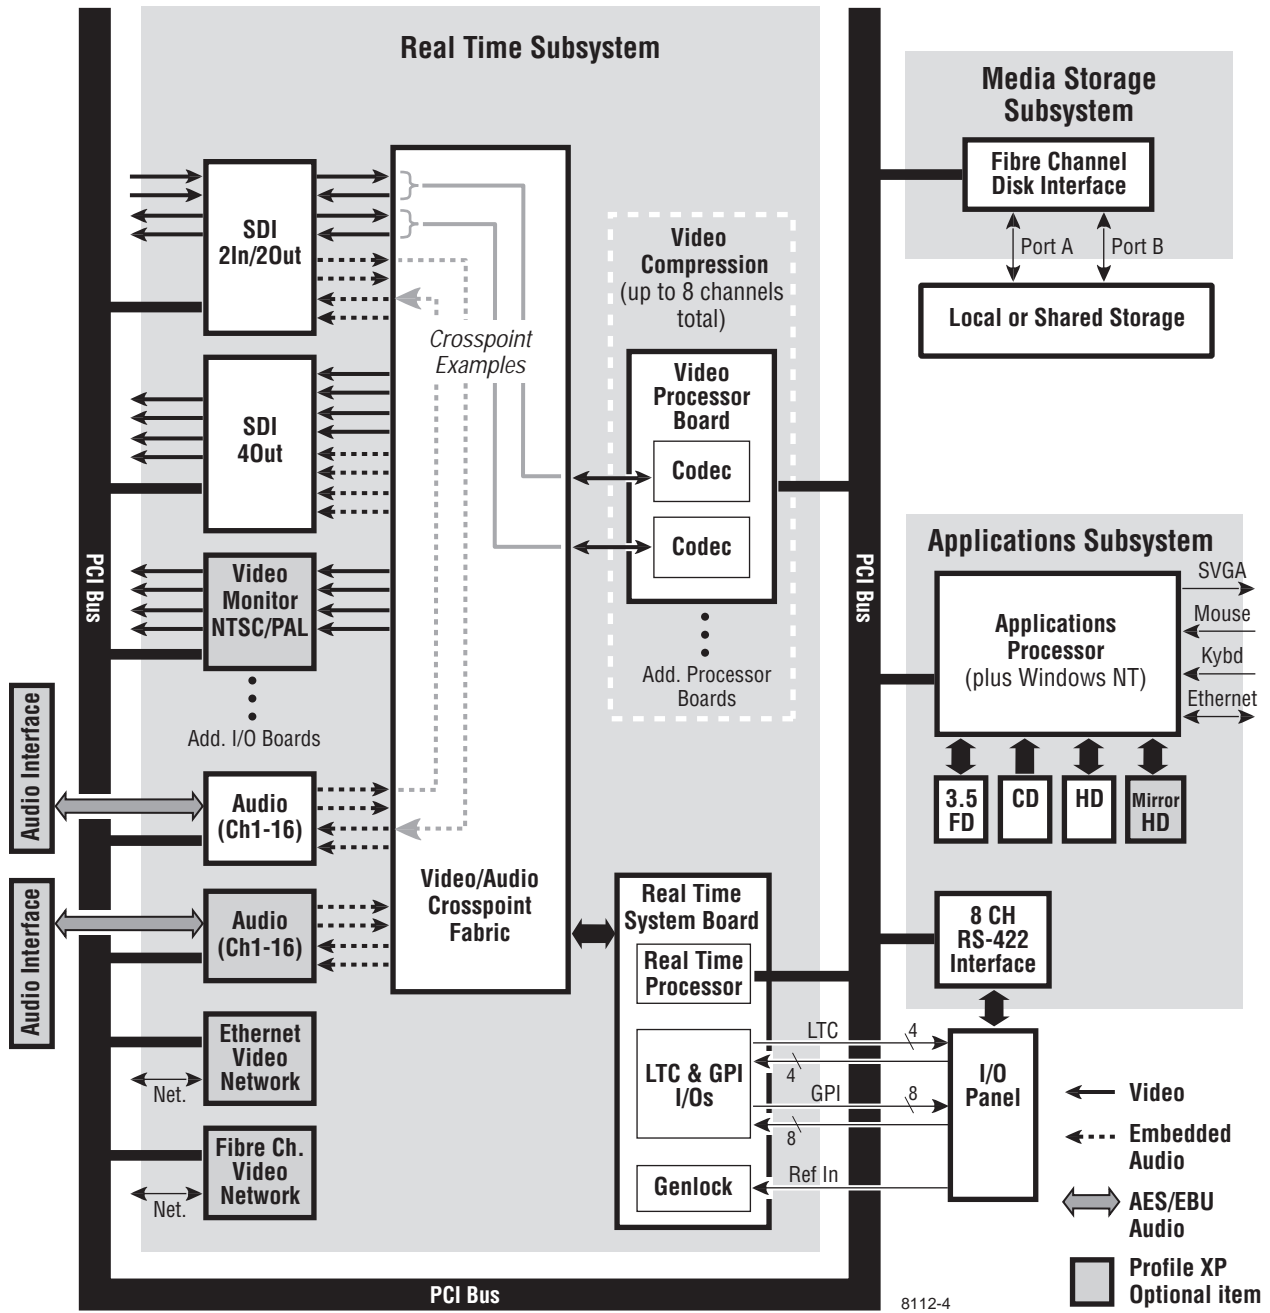 Real Time Subsystem
Media Storage
Subsystem
Fibre Channel
Disk Interface
Port A
Port B
Local or Shared Storage
SDI
2In/2Out
Crosspoint
Examples
Video
Compression
(up to 8 channels
total)
Video
Processor
Board
Codec
Codec
Add. Processor
Boards
SDI
4Out
PCI Bus
Video
Monitor
NTSC/PAL
Add. I/O Boards
PCI Bus
Applications Subsystem
Applications
Processor
(plus Windows NT)
SVGA
Mouse
Kybd
Ethernet
3.5
FD
CD
HD
Mirror
HD
Audio Interface
Audio
(Ch1-16)
Audio Interface
Audio
(Ch1-16)
Video/Audio
Crosspoint
Fabric
Real Time
System Board
Real Time
Processor
LTC & GPI
I/Os
Genlock
8 CH
RS-422
Interface
LTC
4
4
GPI
8
8
Ref In
I/O
Panel
Ethernet
Video
Network
Net.
Fibre Ch.
Video
Network
Net.
Video
Embedded
Audio
AES/EBU
Audio
Profile XP
Optional item
PCI Bus
8112-4